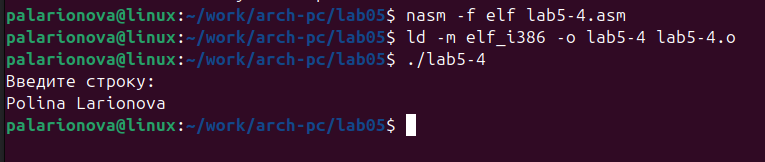 palarionova@linux:~/work/arch-pc/lab05$ nasm -f elf lab5-4.asm
palarionova@linux:~/work/arch-pc/lab05$ ld -m elf_i386 -o lab5-4 lab5-4.o
palarionova@linux:~/work/arch-pc/lab05$ ./lab5-4
Введите строку:
Polina Larionova
palarionova@linux:~/work/arch-pc/lab05$